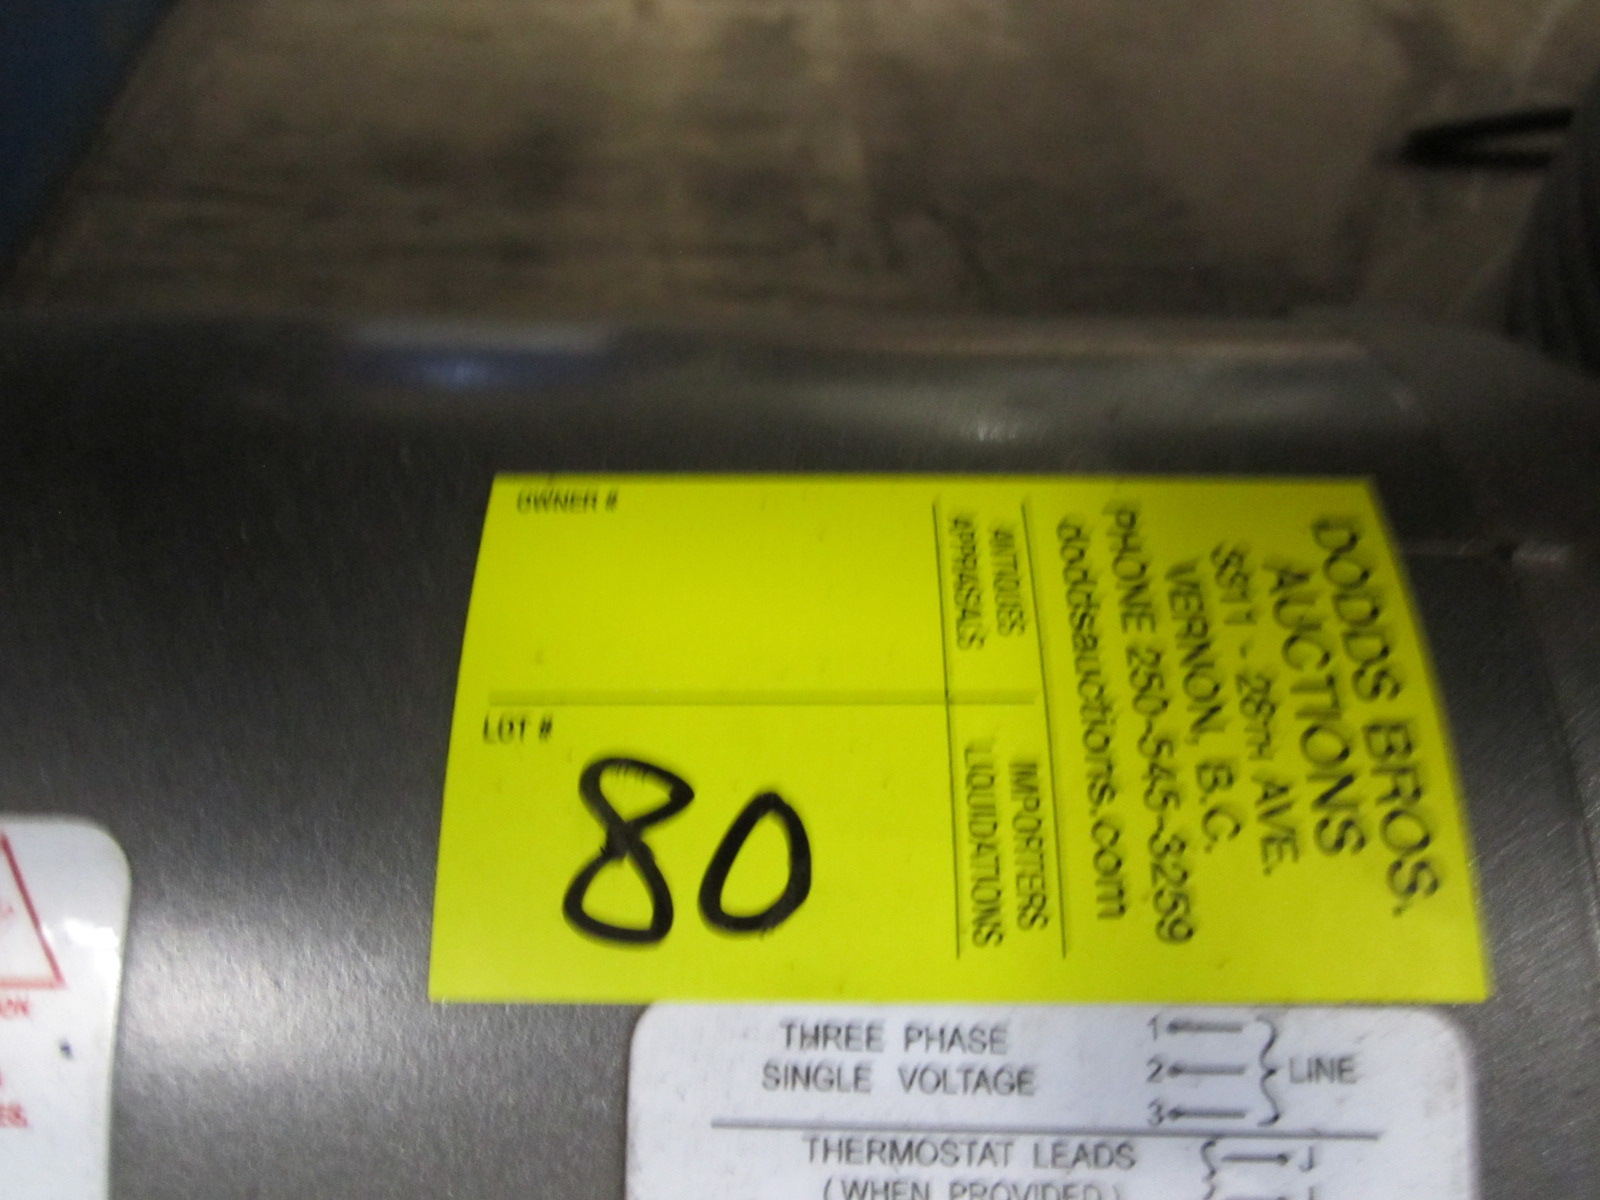 DODDS BROS.
AUCTIONS
3311 - 28TH AVE.
VERNON, B.C.
PHONE 250-545-3259
doddsauctions.com
ANTIQUES IMPORTERS
APPRAISALS LIQUIDATIONS
OWNER #
LOT #
80
THREE PHASE
SINGLE VOLTAGE
1
2 LINE
3
THERMOSTAT LEADS J
(WHEN PROVIDED) J